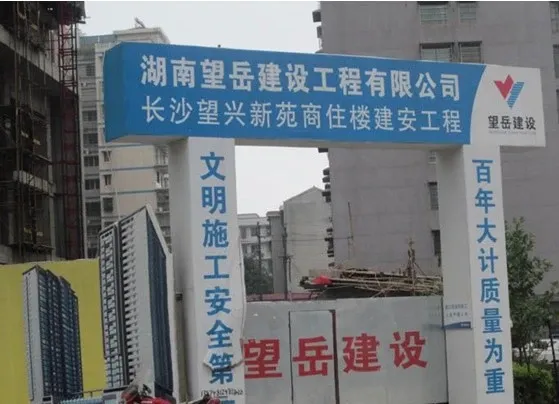 湖南望岳建设工程有限公司
长沙望兴新苑商住楼建安工程
望岳建设
文明施工安全第
百年大计质量为重
望岳建设